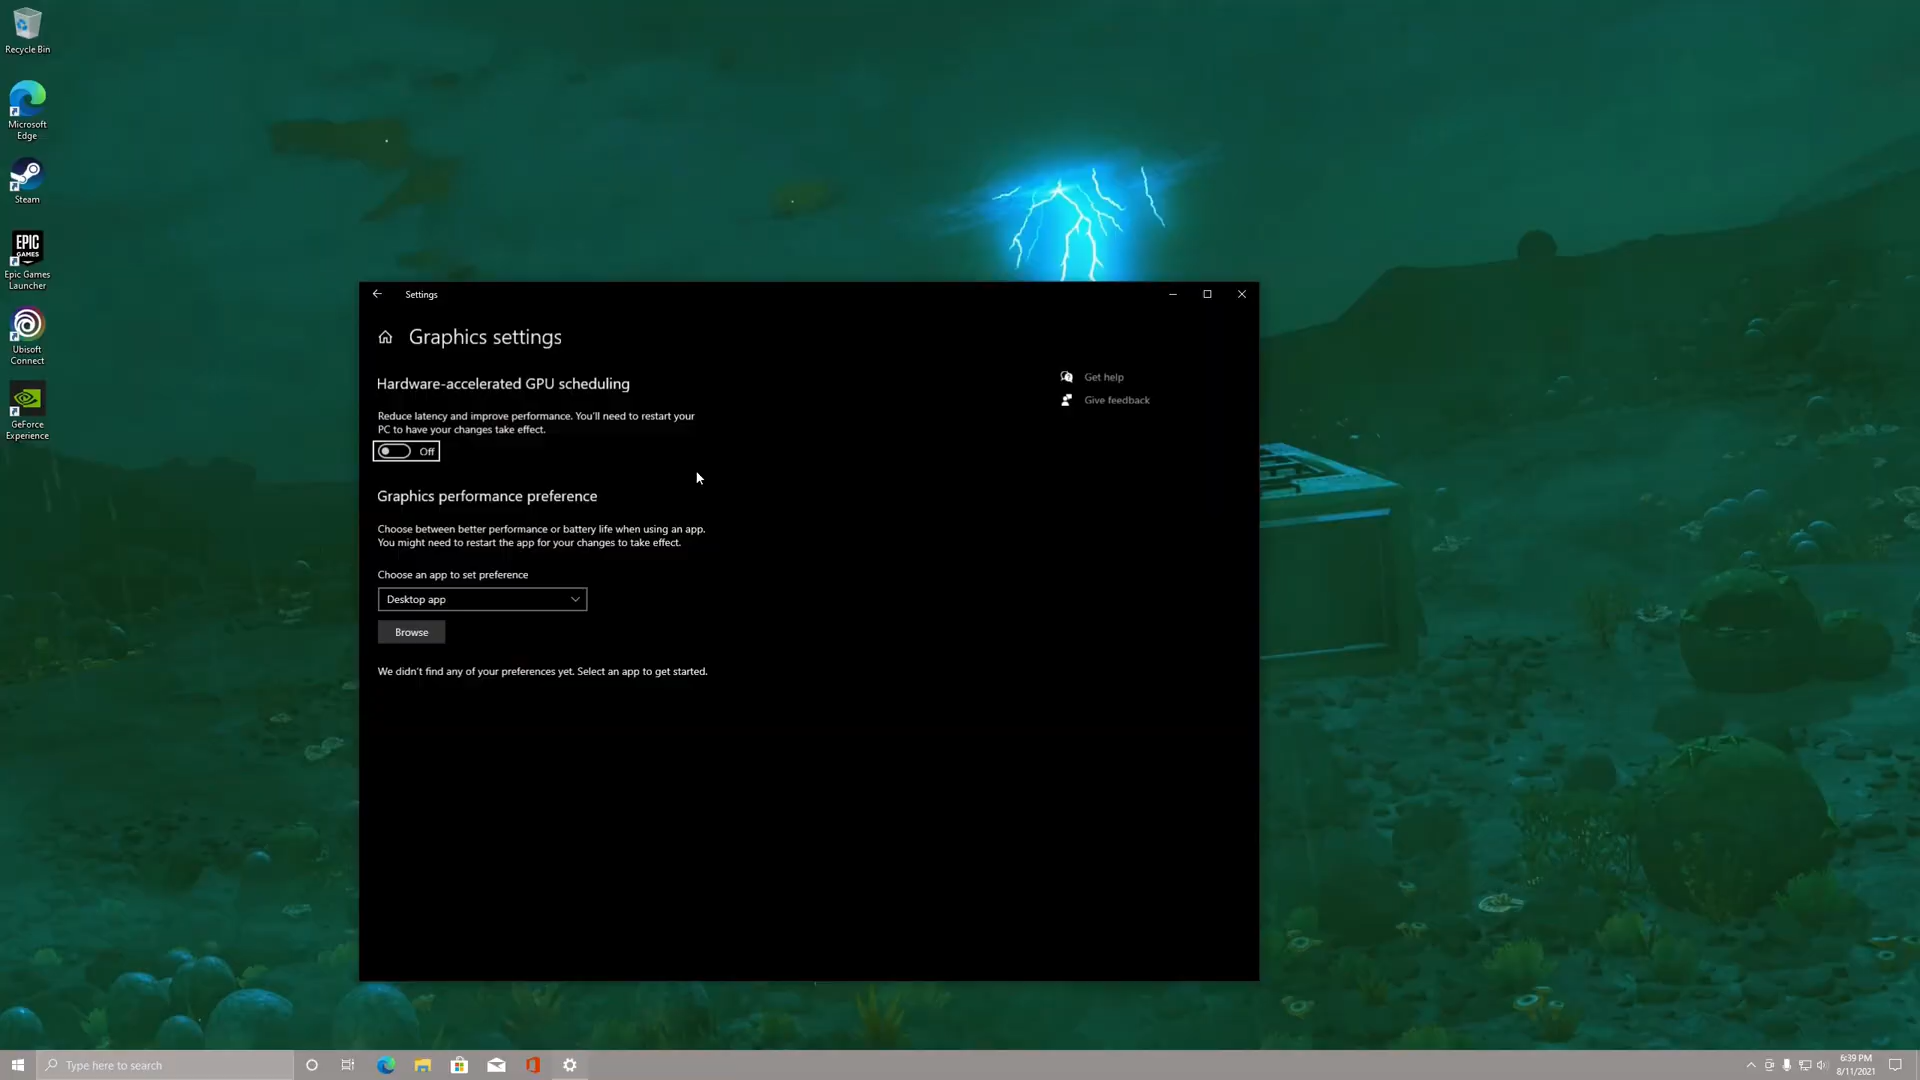 Recycle Bin
Microsoft
Edge
Steam
EPIC
GAMES
Epic Games
Launcher
Ubisoft
Connect
GeForce
Experience
Settings
Graphics settings
Hardware-accelerated GPU scheduling
Reduce latency and improve performance. You'll need to restart your
PC to have your changes take effect.
Off
Graphics performance preference
Choose between better performance or battery life when using an app.
You might need to restart the app for your changes to take effect.
Choose an app to set preference
Desktop app
Browse
We didn't find any of your preferences yet. Select an app to get started.
Get help
Give feedback
Type here to search
6:39 PM
8/11/2021